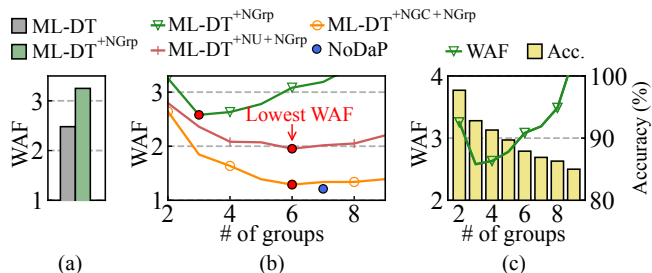 ML-DT
ML-DT+NGrp
ML-DT+NGrp
ML-DT+NU+NGrp
ML-DT+NGC+NGrp
NoDaP
WAF
Acc.
WAF
3
2
1
(a)
WAF
3
2
1
Lowest WAF
2 4 6 8
# of groups
(b)
WAF
4
3
2
100
90
80
Accuracy (%)
2 4 6 8
# of groups
(c)